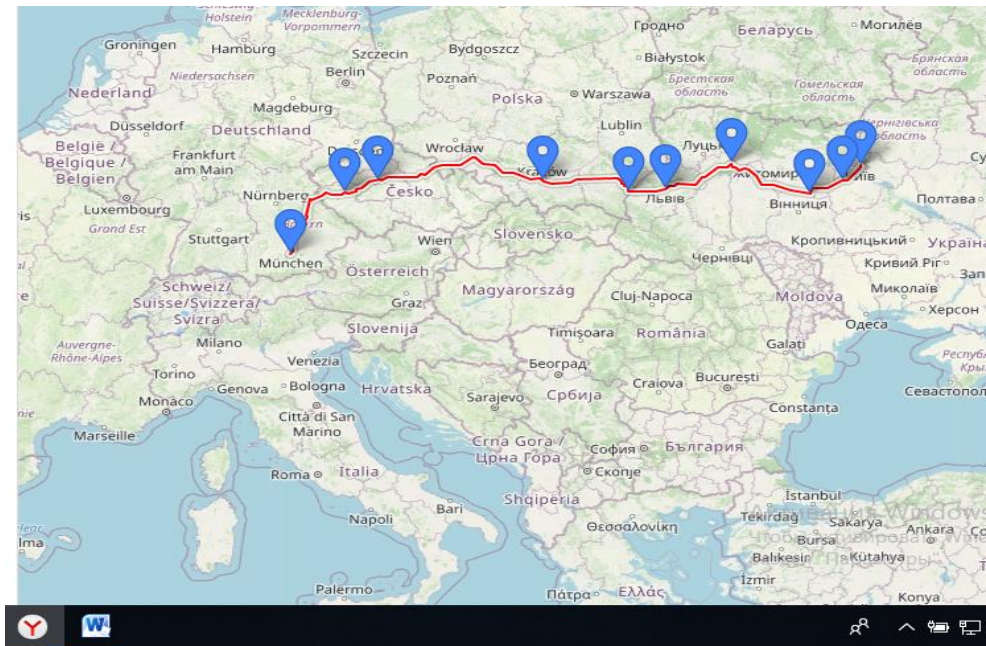 Schleswig-
Holstein
Mecklenburg-
Vorpommern
Гродно
Беларусь
Могилёв
Groningen
Hamburg
Szczecin
Bydgoszcz
Białystok
Брянская
область
Niedersachsen
Berlin
Poznań
Брестская
область
Гомельская
область
Nederland
Magdeburg
Polska
Warszawa
Düsseldorf
Deutschland
Lublin
België /
Belgique /
Belgien
Frankfurt
am Main
Wrocław
Kraków
Česko
Nürnberg
Львів
Вінниця
Полтава
Luxembourg
Grand Est
Stuttgart
Wien
Slovensko
München
Österreich
Чернівці
Кропивницький
Україна
Кривий Ріг
Зап
Schweiz/
Suisse/Svizzera/
Svizra
Graz
Magyarország
Cluj-Napoca
Moldova
Миколаїв
Херсон
Slovenija
Одеса
Milano
Timișoara
România
Galați
Auvergne-
Rhône-Alpes
Venezia
Београд
Torino
Genova
Bologna
Hrvatska
Craiova
București
Monaco
Sarajevo
Србија
Севастопол
Città di San
Marino
Constanța
Marseille
Crna Gora /
Црна Гора
София
България
Roma
Italia
Скопје
Shqipëria
İstanbul
Napoli
Bari
Θεσσαλονίκη
Tekirdağ
Sakarya
Ankara
Bursa
Balıkesir
Kütahya
İzmir
Palermo
Πάτρα
Ελλάς
Konya
Y
W